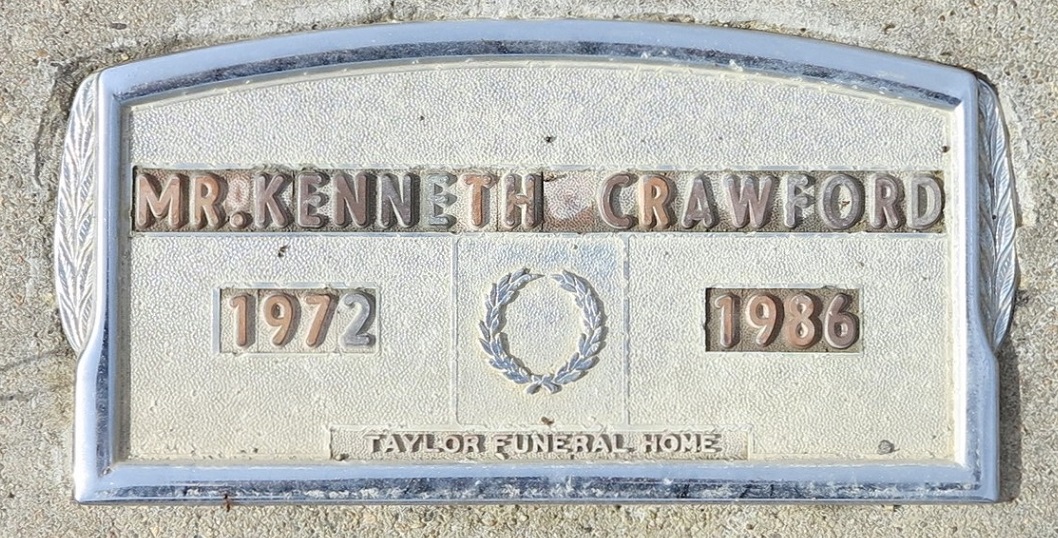 MR.KENNETH CRAWFORD
1972 1986
TAYLOR FUNERAL HOME